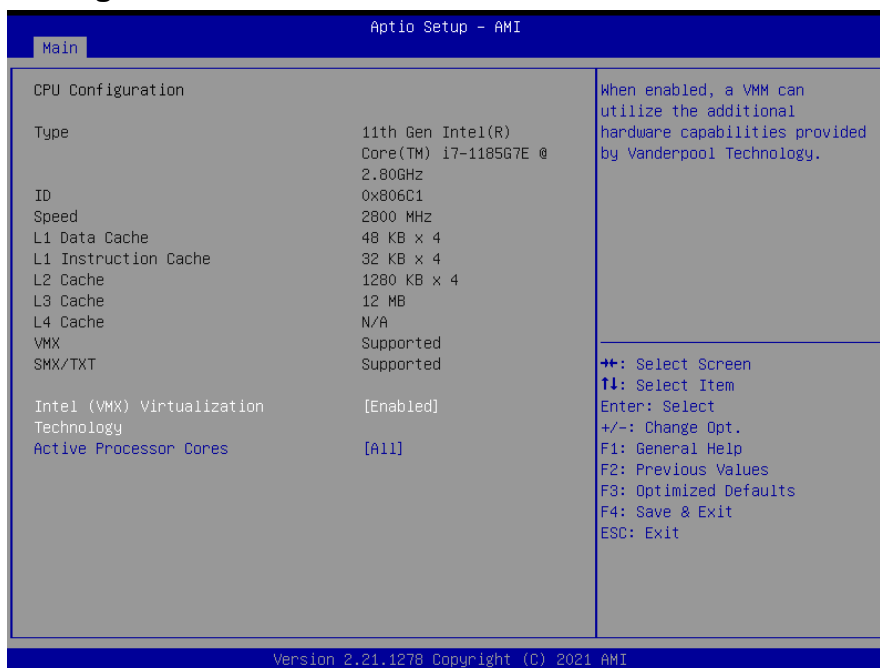 Aptio Setup – AMI
Main
CPU Configuration
Type 11th Gen Intel(R)
Core(TM) i7-1185G7E @
2.80GHz
ID 0x806C1
Speed 2800 MHz
L1 Data Cache 48 KB x 4
L1 Instruction Cache 32 KB x 4
L2 Cache 1280 KB x 4
L3 Cache 12 MB
L4 Cache N/A
VMX Supported
SMX/TXT Supported
Intel (VMX) Virtualization [Enabled]
Technology
Active Processor Cores [All]
When enabled, a VMM can
utilize the additional
hardware capabilities provided
by Vanderpool Technology.
→←: Select Screen
↑↓: Select Item
Enter: Select
+/-: Change Opt.
F1: General Help
F2: Previous Values
F3: Optimized Defaults
F4: Save & Exit
ESC: Exit
Version 2.21.1278 Copyright (C) 2021 AMI